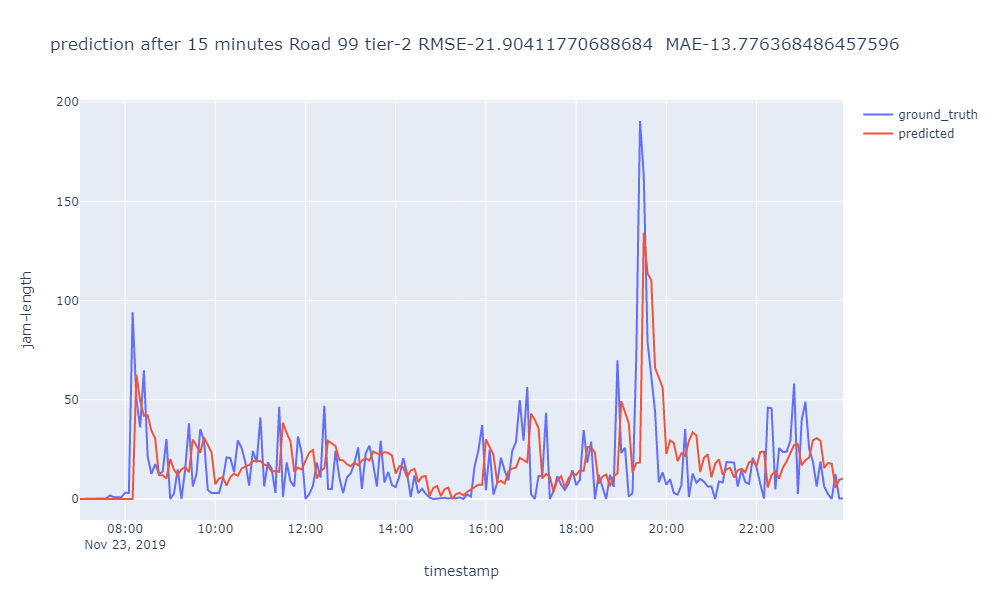 prediction after 15 minutes Road 99 tier-2 RMSE-21.90411770688684  MAE-13.776368486457596
ground_truth
predicted
200
150
100
50
0
jam-length
08:00 10:00 12:00 14:00 16:00 18:00 20:00 22:00
Nov 23, 2019
timestamp